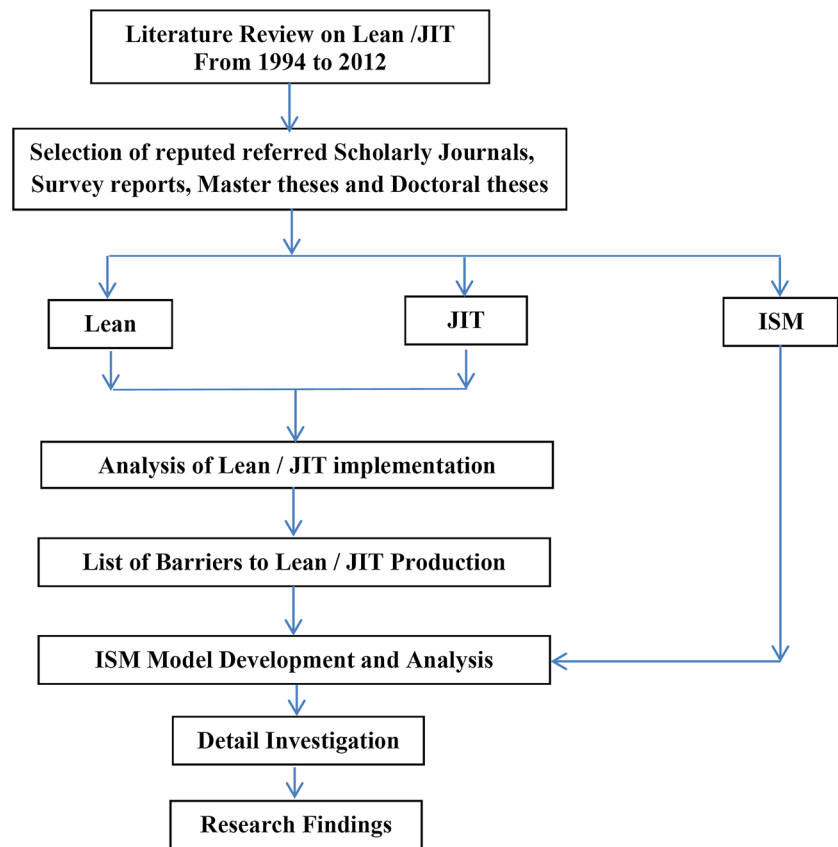 Literature Review on Lean /JIT
From 1994 to 2012
Selection of reputed referred Scholarly Journals,
Survey reports, Master theses and Doctoral theses
Lean
JIT
ISM
Analysis of Lean / JIT implementation
List of Barriers to Lean / JIT Production
ISM Model Development and Analysis
Detail Investigation
Research Findings